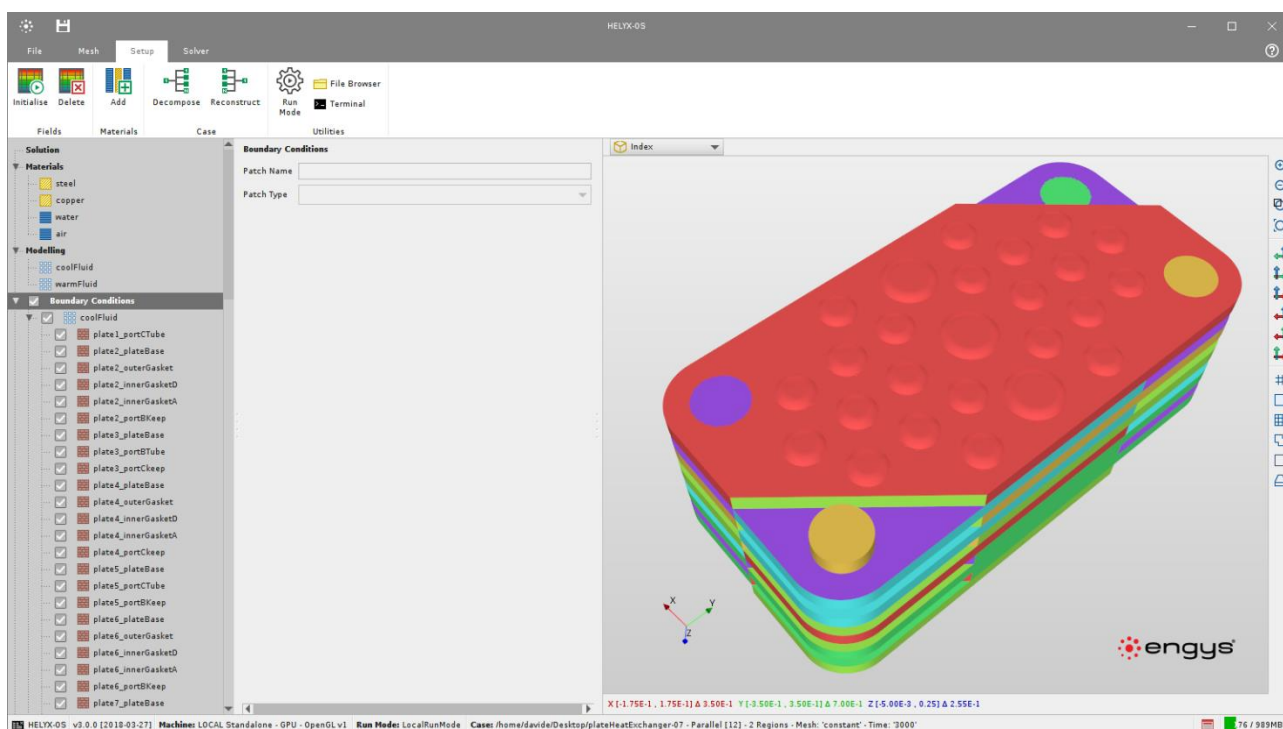 HELYX-OS
File Mesh Setup Solver
Initialise Delete Add Decompose Reconstruct Run Mode File Browser
Terminal
Fields Materials Case Utilities
Solution
Materials
steel
copper
water
air
Modelling
coolFluid
warmFluid
Boundary Conditions
coolFluid
plate1_portCTube
plate2_plateBase
plate2_outerGasket
plate2_innerGasketD
plate2_innerGasketA
plate2_portBKeep
plate3_plateBase
plate3_portBTube
plate3_portCkeep
plate4_plateBase
plate4_outerGasket
plate4_innerGasketD
plate4_innerGasketA
plate4_portCkeep
plate5_plateBase
plate5_portCTube
plate5_portBKeep
plate6_plateBase
plate6_outerGasket
plate6_innerGasketD
plate6_innerGasketA
plate6_portBKeep
plate7_plateBase
Boundary Conditions
Patch Name
Patch Type
Index
X
Y
Z
engys
X [-1.75E-1 , 1.75E-1] Δ 3.50E-1 Y [-3.50E-1 , 3.50E-1] Δ 7.00E-1 Z [-5.00E-3 , 0.25] Δ 2.55E-1
HELYX-OS v3.0.0 [2018-03-27] Machine: LOCAL Standalone - GPU - OpenGL v1 Run Mode: LocalRunMode Case: /home/davide/Desktop/plateHeatExchanger-07 - Parallel [12] - 2 Regions - Mesh: 'constant' - Time: '3000' 76 / 989MB